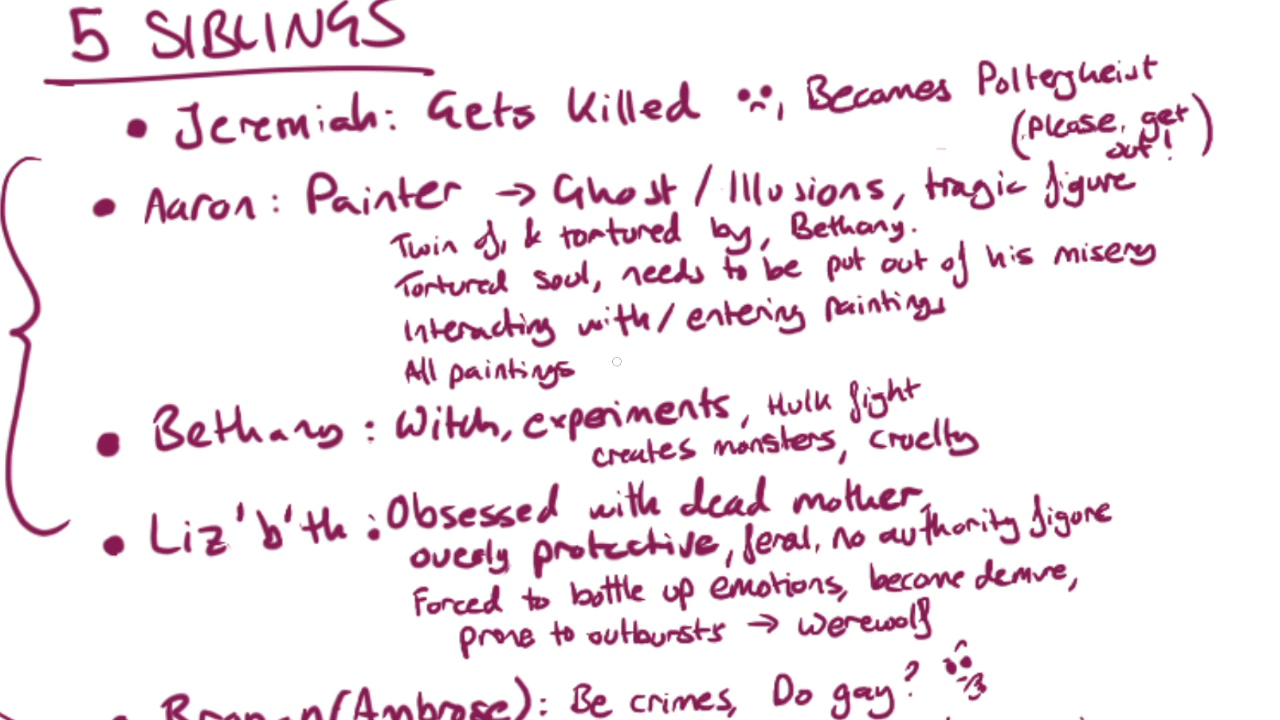 5 SIBLINGS
• Jeremiah: Gets Killed :(, Becomes Poltergheist
(Please, get out!)
• Aaron: Painter → Ghost / Illusions, tragic figure
Twin of, & tortured by, Bethany.
Tortured soul, needs to be put out of his misery
Interacting with/entering paintings
All paintings
• Bethany: Witch, experiments, Hulk fight
creates monsters, cruelty
• Liz'b'th: Obsessed with dead mother,
overly protective, feral, no authority figure
Forced to bottle up emotions, become demure,
prone to outbursts → werewolf
(Ambrose): Be crimes, Do gay?